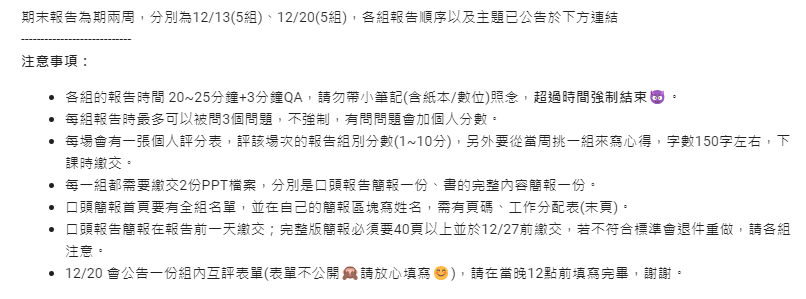 期末報告為期兩周，分別為12/13(5組)、12/20(5組)，各組報告順序以及主題已公告於下方連結
----------------------------
注意事項：
• 各組的報告時間 20~25分鐘+3分鐘QA，請勿帶小筆記(含紙本/數位)照念，超過時間強制結束😈。
• 每組報告時最多可以被問3個問題，不強制，有問問題會加個人分數。
• 每場會有一張個人評分表，評該場次的報告組別分數(1~10分)，另外要從當周挑一組來寫心得，字數150字左右，下
課時繳交。
• 每一組都需要繳交2份PPT檔案，分別是口頭報告簡報一份、書的完整內容簡報一份。
• 口頭簡報首頁要有全組名單，並在自己的簡報區塊寫姓名，需有頁碼、工作分配表(末頁)。
• 口頭報告簡報在報告前一天繳交；完整版簡報必須要40頁以上並於12/27前繳交，若不符合標準會退件重做，請各組
注意。
• 12/20 會公告一份組內互評表單(表單不公開🙈請放心填寫😊)，請在當晚12點前填寫完畢，謝謝。